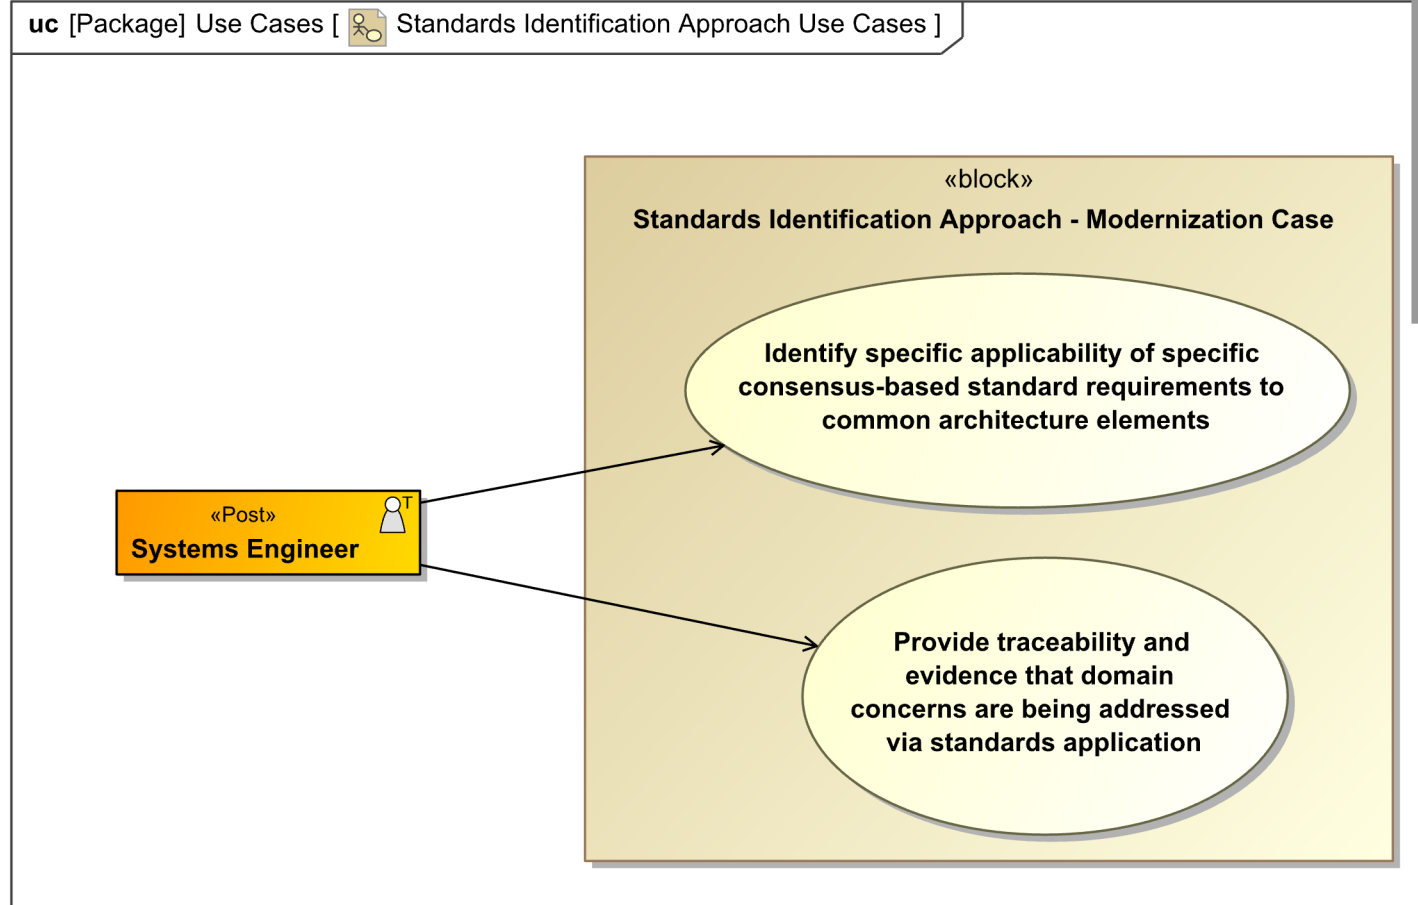 uc [Package] Use Cases [ Standards Identification Approach Use Cases ]
«block»
Standards Identification Approach - Modernization Case
Identify specific applicability of specific
consensus-based standard requirements to
common architecture elements
«Post»
T
Systems Engineer
Provide traceability and
evidence that domain
concerns are being addressed
via standards application